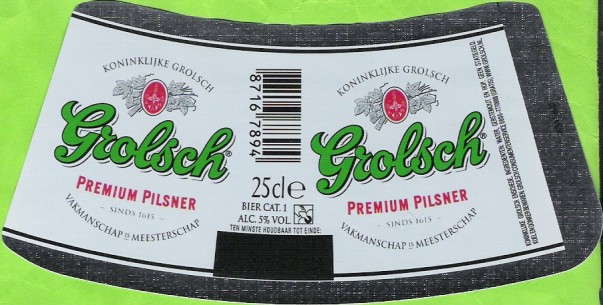 KONINKLIJKE GROLSCH
Grolsch®
PREMIUM PILSNER
- SINDS 1615 -
VAKMANSCHAP IS MEESTERSCHAP
8716 7894
25cl e
BIER CAT. 1
ALC. 5% VOL.
TEN MINSTE HOUDBAAR TOT EINDE:
KONINKLIJKE GROLSCH
Grolsch®
PREMIUM PILSNER
- SINDS 1615 -
VAKMANSCHAP IS MEESTERSCHAP